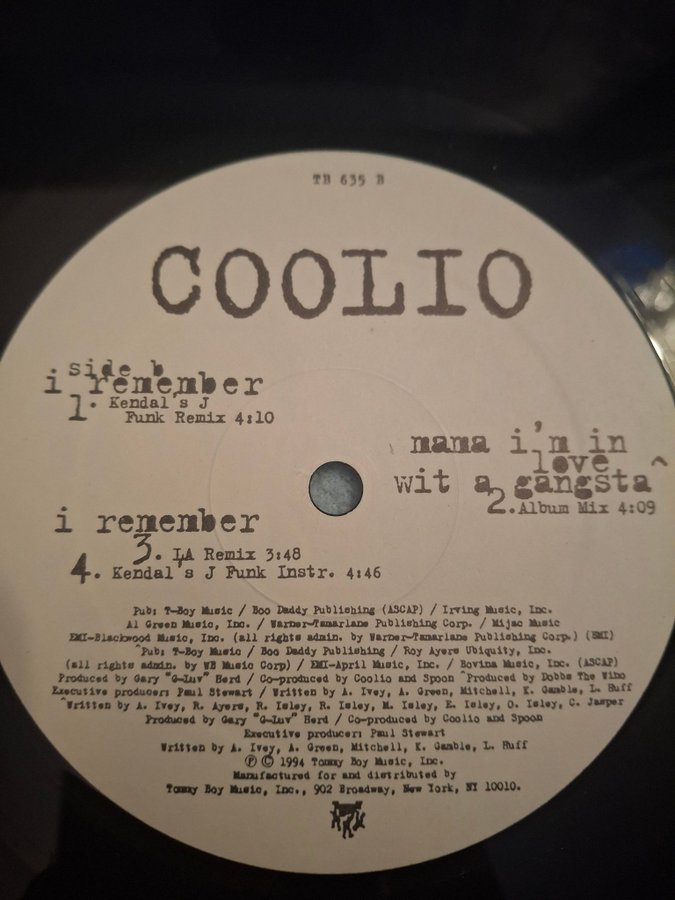 TB 635 B
COOLIO
side b
i remember
1. Kendal's J
Funk Remix 4:10
mama i'm in
love
wit a gangsta^
2. Album Mix 4:09
i remember
3. LA Remix 3:48
4. Kendal's J Funk Instr. 4:46
Pub: T-Boy Music / Boo Daddy Publishing (ASCAP) / Irving Music, Inc.
Al Green Music, Inc. / Warner-Tamarlane Publishing Corp. / Mijac Music
EMI-Blackwood Music, Inc. (all rights admin. by Warner-Tamarlane Publishing Corp.) (BMI)
^Pub: T-Boy Music / Boo Daddy Publishing / Roy Ayers Ubiquity, Inc.
(all rights admin. by WB Music Corp) / EMI-April Music, Inc. / Bovina Music, Inc. (ASCAP)
Produced by Gary "G-Luv" Herd / Co-produced by Coolio and Spoon ^Produced by Dobbs The Wino
Executive producer: Paul Stewart / Written by A. Ivey, A. Green, Mitchell, K. Gamble, L. Huff
^Written by A. Ivey, R. Ayers, R. Isley, R. Isley, M. Isley, E. Isley, O. Isley, C. Jasper
Produced by Gary "G-Luv" Herd / Co-produced by Coolio and Spoon
Executive producer: Paul Stewart
Written by A. Ivey, A. Green, Mitchell, K. Gamble, L. Huff
℗ © 1994 Tommy Boy Music, Inc.
Manufactured for and distributed by
Tommy Boy Music, Inc., 902 Broadway, New York, NY 10010.